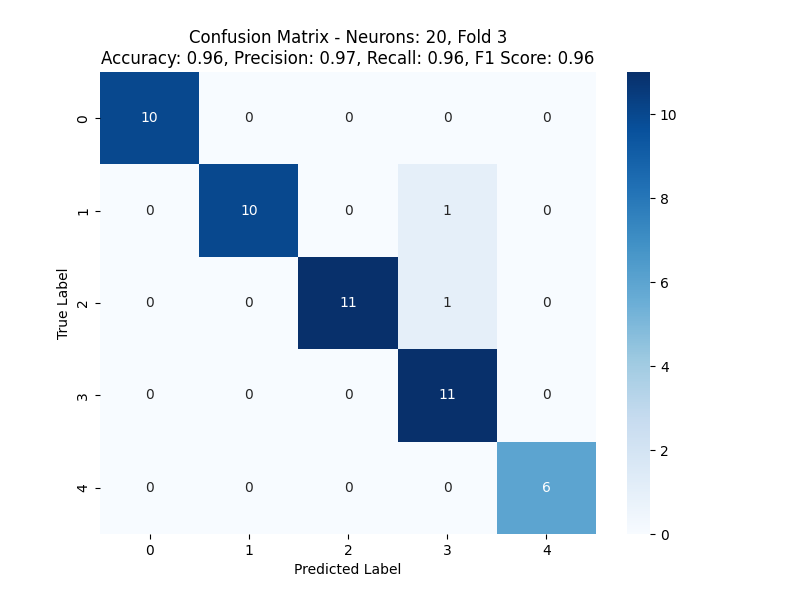 Confusion Matrix - Neurons: 20, Fold 3
Accuracy: 0.96, Precision: 0.97, Recall: 0.96, F1 Score: 0.96
0 10 0 0 0 0
1 0 10 0 1 0
2 0 0 11 1 0
3 0 0 0 11 0
4 0 0 0 0 6
0 1 2 3 4
True Label
Predicted Label
10
8
6
4
2
0